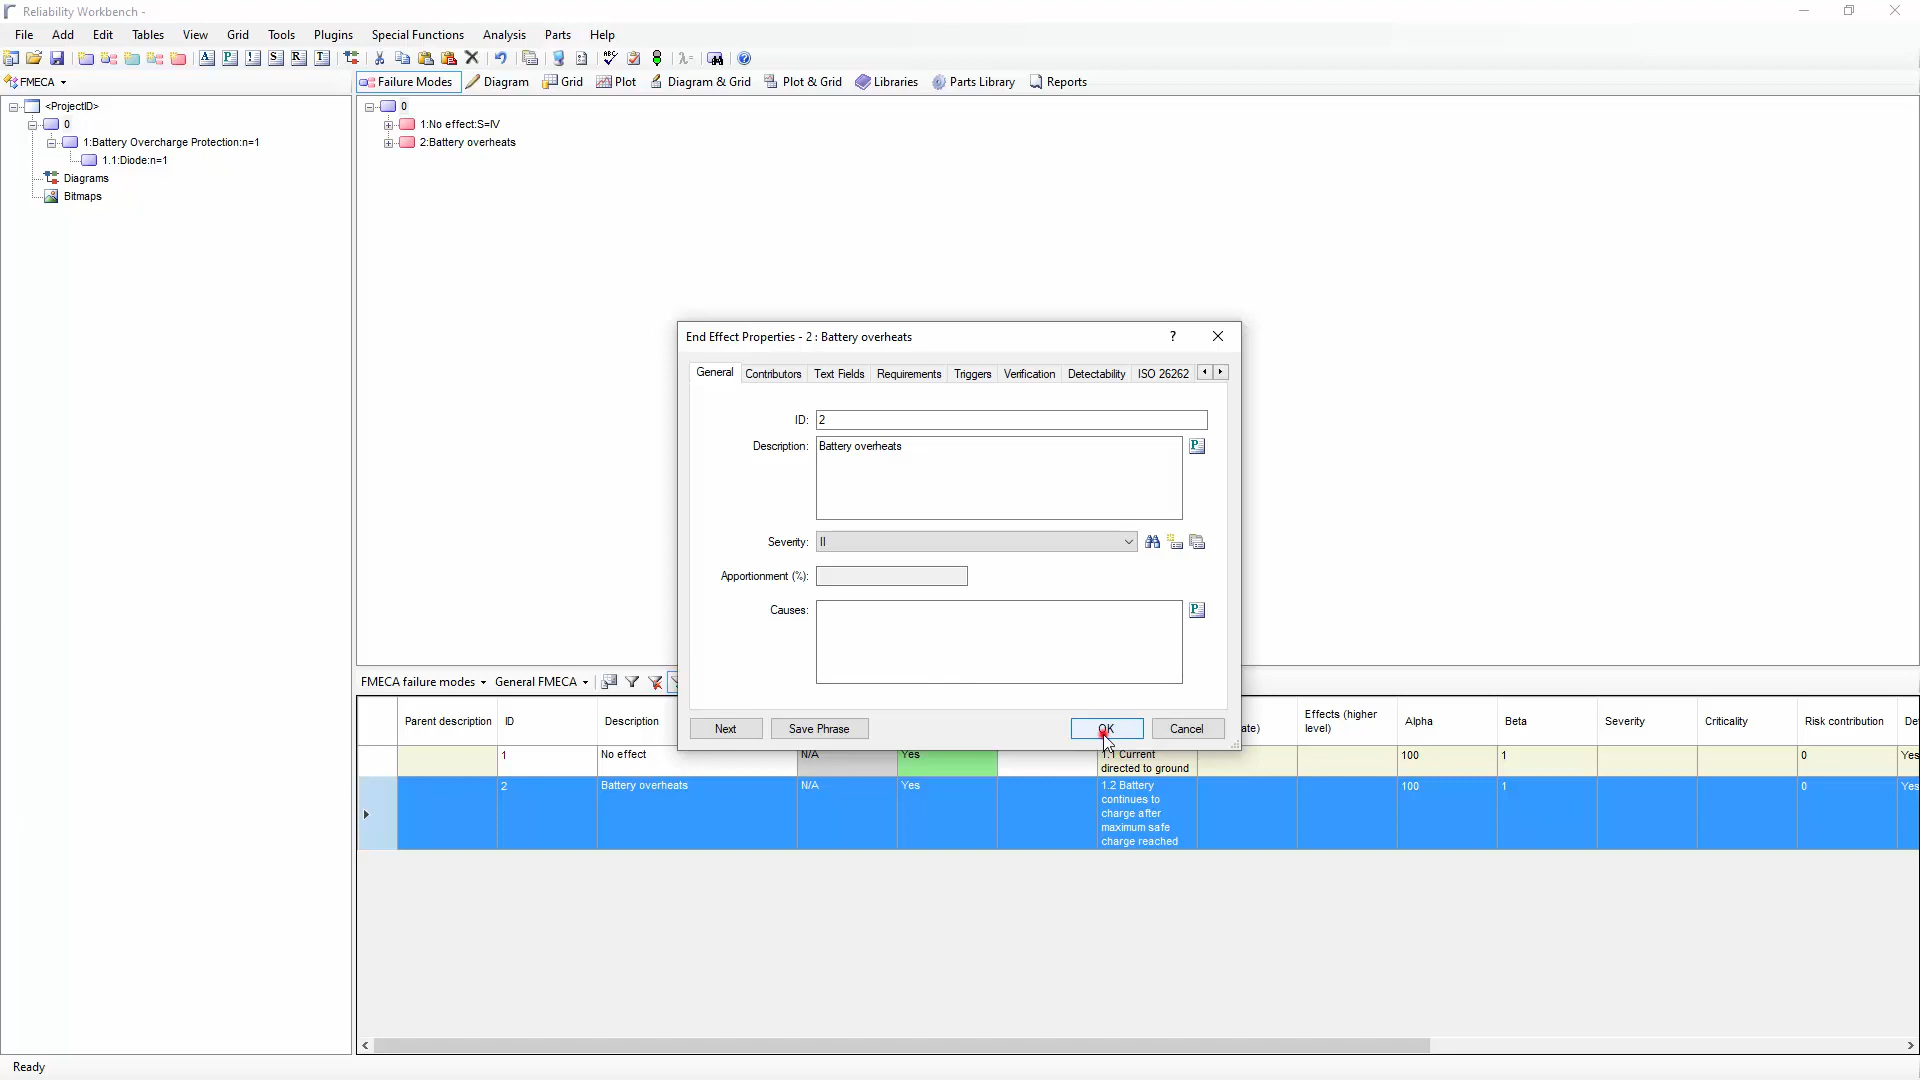 Reliability Workbench -
File Add Edit Tables View Grid Tools Plugins Special Functions Analysis Parts Help
FMECA
Failure Modes Diagram Grid Plot Diagram & Grid Plot & Grid Libraries Parts Library Reports
<ProjectID>
0
1:Battery Overcharge Protection:n=1
1.1:Diode:n=1
Diagrams
Bitmaps
0
1:No effect:S=IV
2:Battery overheats
End Effect Properties - 2 : Battery overheats
General Contributors Text Fields Requirements Triggers Verification Detectability ISO 26262
ID: 2
Description: Battery overheats
Severity: II
Apportionment (%):
Causes:
Next Save Phrase OK Cancel
FMECA failure modes General FMECA
Parent description ID Description Effects (higher level) Alpha Beta Severity Criticality Risk contribution
1 No effect N/A Yes 1.1 Current directed to ground 100 1 0 Yes
2 Battery overheats N/A Yes 1.2 Battery continues to charge after maximum safe charge reached 100 1 0 Yes
Ready